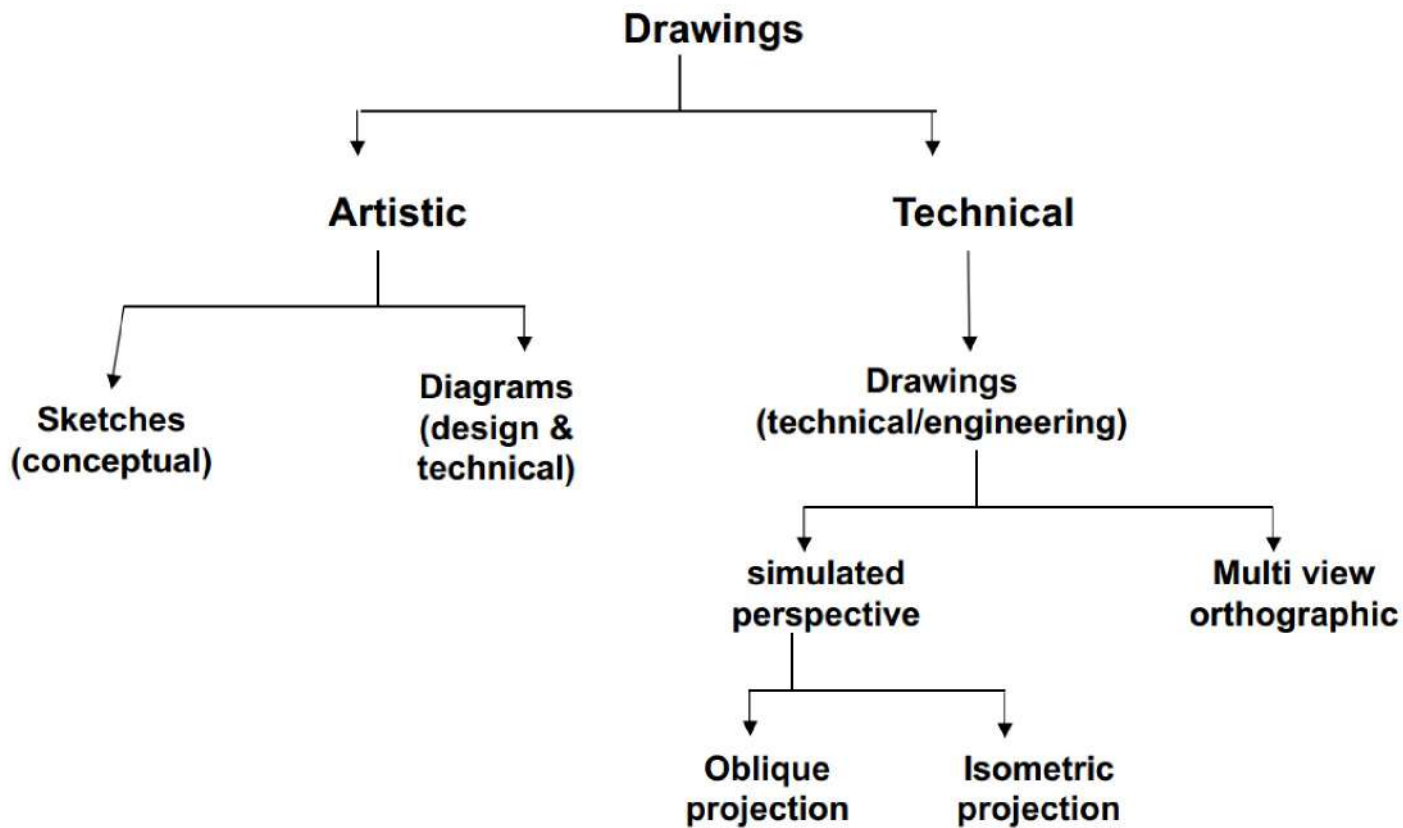 Drawings
Artistic
Technical
Sketches
(conceptual)
Diagrams
(design &
technical)
Drawings
(technical/engineering)
simulated
perspective
Multi view
orthographic
Oblique
projection
Isometric
projection